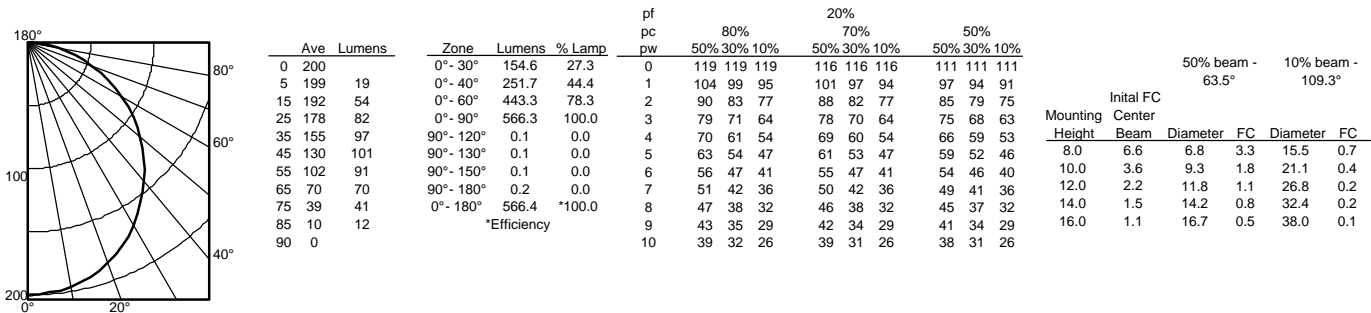 180°
80°
60°
100
40°
200
0° 20°
Ave Lumens
0 200
5 199 19
15 192 54
25 178 82
35 155 97
45 130 101
55 102 91
65 70 70
75 39 41
85 10 12
90 0
Zone Lumens % Lamp
0°- 30° 154.6 27.3
0°- 40° 251.7 44.4
0°- 60° 443.3 78.3
0°- 90° 566.3 100.0
90°- 120° 0.1 0.0
90°- 130° 0.1 0.0
90°- 150° 0.1 0.0
90°- 180° 0.2 0.0
0°- 180° 566.4 *100.0
*Efficiency
pf 20%
pc 80% 70% 50%
pw 50% 30% 10% 50% 30% 10% 50% 30% 10%
0 119 119 119 116 116 116 111 111 111
1 104 99 95 101 97 94 97 94 91
2 90 83 77 88 82 77 85 79 75
3 79 71 64 78 70 64 75 68 63
4 70 61 54 69 60 54 66 59 53
5 63 54 47 61 53 47 59 52 46
6 56 47 41 55 47 41 54 46 40
7 51 42 36 50 42 36 49 41 36
8 47 38 32 46 38 32 45 37 32
9 43 35 29 42 34 29 41 34 29
10 39 32 26 39 31 26 38 31 26
50% beam - 10% beam -
63.5° 109.3°
Inital FC
Mounting Center
Height Beam Diameter FC Diameter FC
8.0 6.6 6.8 3.3 15.5 0.7
10.0 3.6 9.3 1.8 21.1 0.4
12.0 2.2 11.8 1.1 26.8 0.2
14.0 1.5 14.2 0.8 32.4 0.2
16.0 1.1 16.7 0.5 38.0 0.1